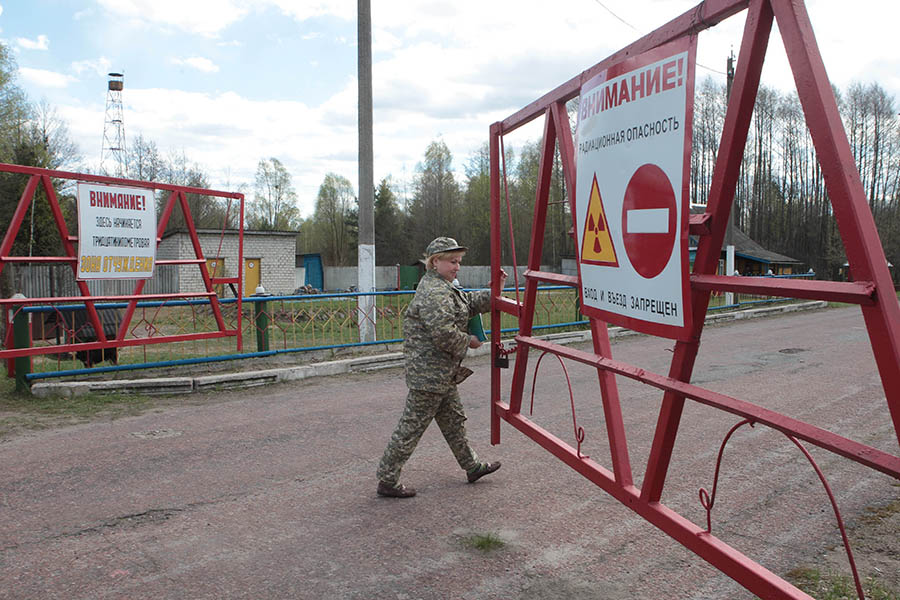 ВНИМАНИЕ!
ЗДЕСЬ НАЧИНАЕТСЯ
ТРИДЦАТИКИЛОМЕТРОВАЯ
ЗОНА ОТЧУЖДЕНИЯ
ВНИМАНИЕ!
РАДИАЦИОННАЯ ОПАСНОСТЬ
ВХОД И ВЪЕЗД ЗАПРЕЩЕН